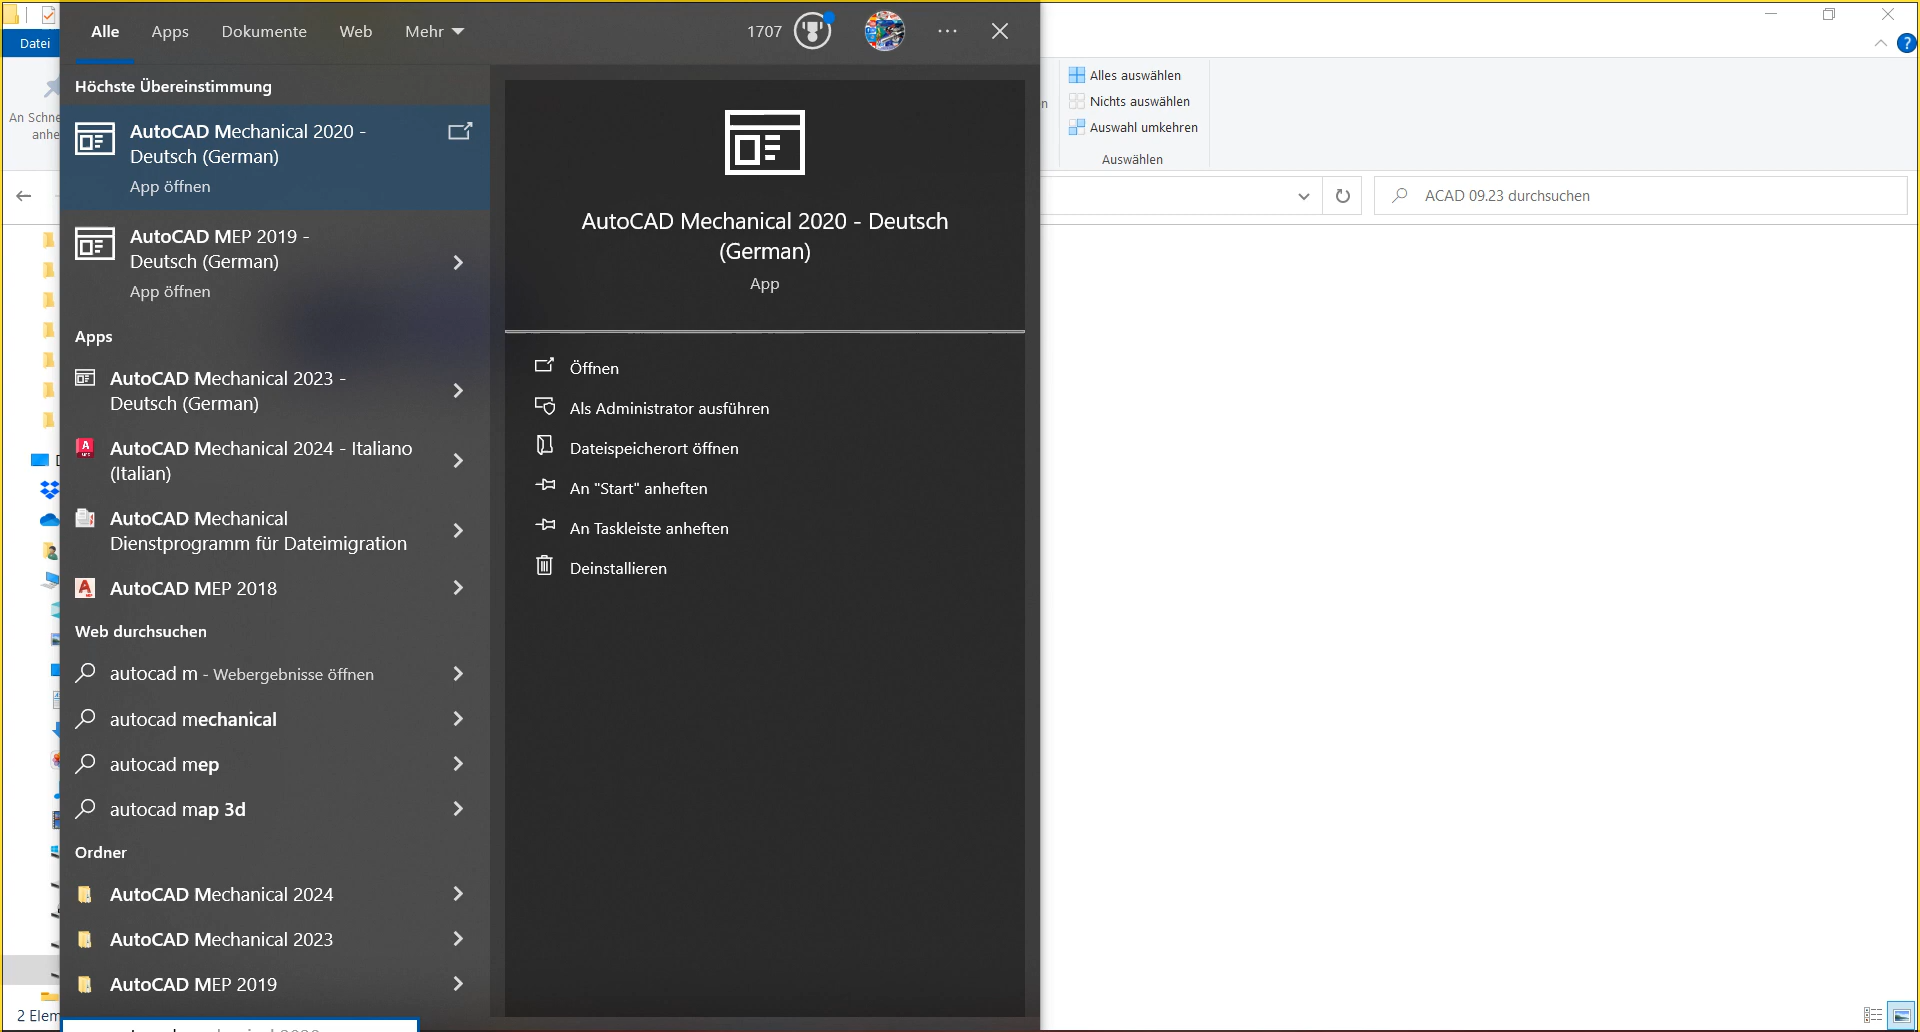 Datei
An Schne
anhe
Alle
Apps
Dokumente
Web
Mehr
1707
Höchste Übereinstimmung
AutoCAD Mechanical 2020 -
Deutsch (German)
App öffnen
AutoCAD MEP 2019 -
Deutsch (German)
App öffnen
Apps
AutoCAD Mechanical 2023 -
Deutsch (German)
AutoCAD Mechanical 2024 - Italiano
(Italian)
AutoCAD Mechanical
Dienstprogramm für Dateimigration
AutoCAD MEP 2018
Web durchsuchen
autocad m - Webergebnisse öffnen
autocad mechanical
autocad mep
autocad map 3d
Ordner
AutoCAD Mechanical 2024
AutoCAD Mechanical 2023
AutoCAD MEP 2019
2 Elem
AutoCAD Mechanical 2020 - Deutsch
(German)
App
Öffnen
Als Administrator ausführen
Dateispeicherort öffnen
An "Start" anheften
An Taskleiste anheften
Deinstallieren
n
Alles auswählen
Nichts auswählen
Auswahl umkehren
Auswählen
ACAD 09.23 durchsuchen